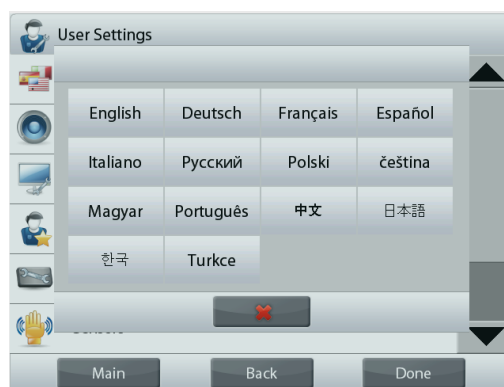 User Settings
English Deutsch Français Español
Italiano Русский Polski čeština
Magyar Português 中文 日本語
한국 Turkce
Main Back Done